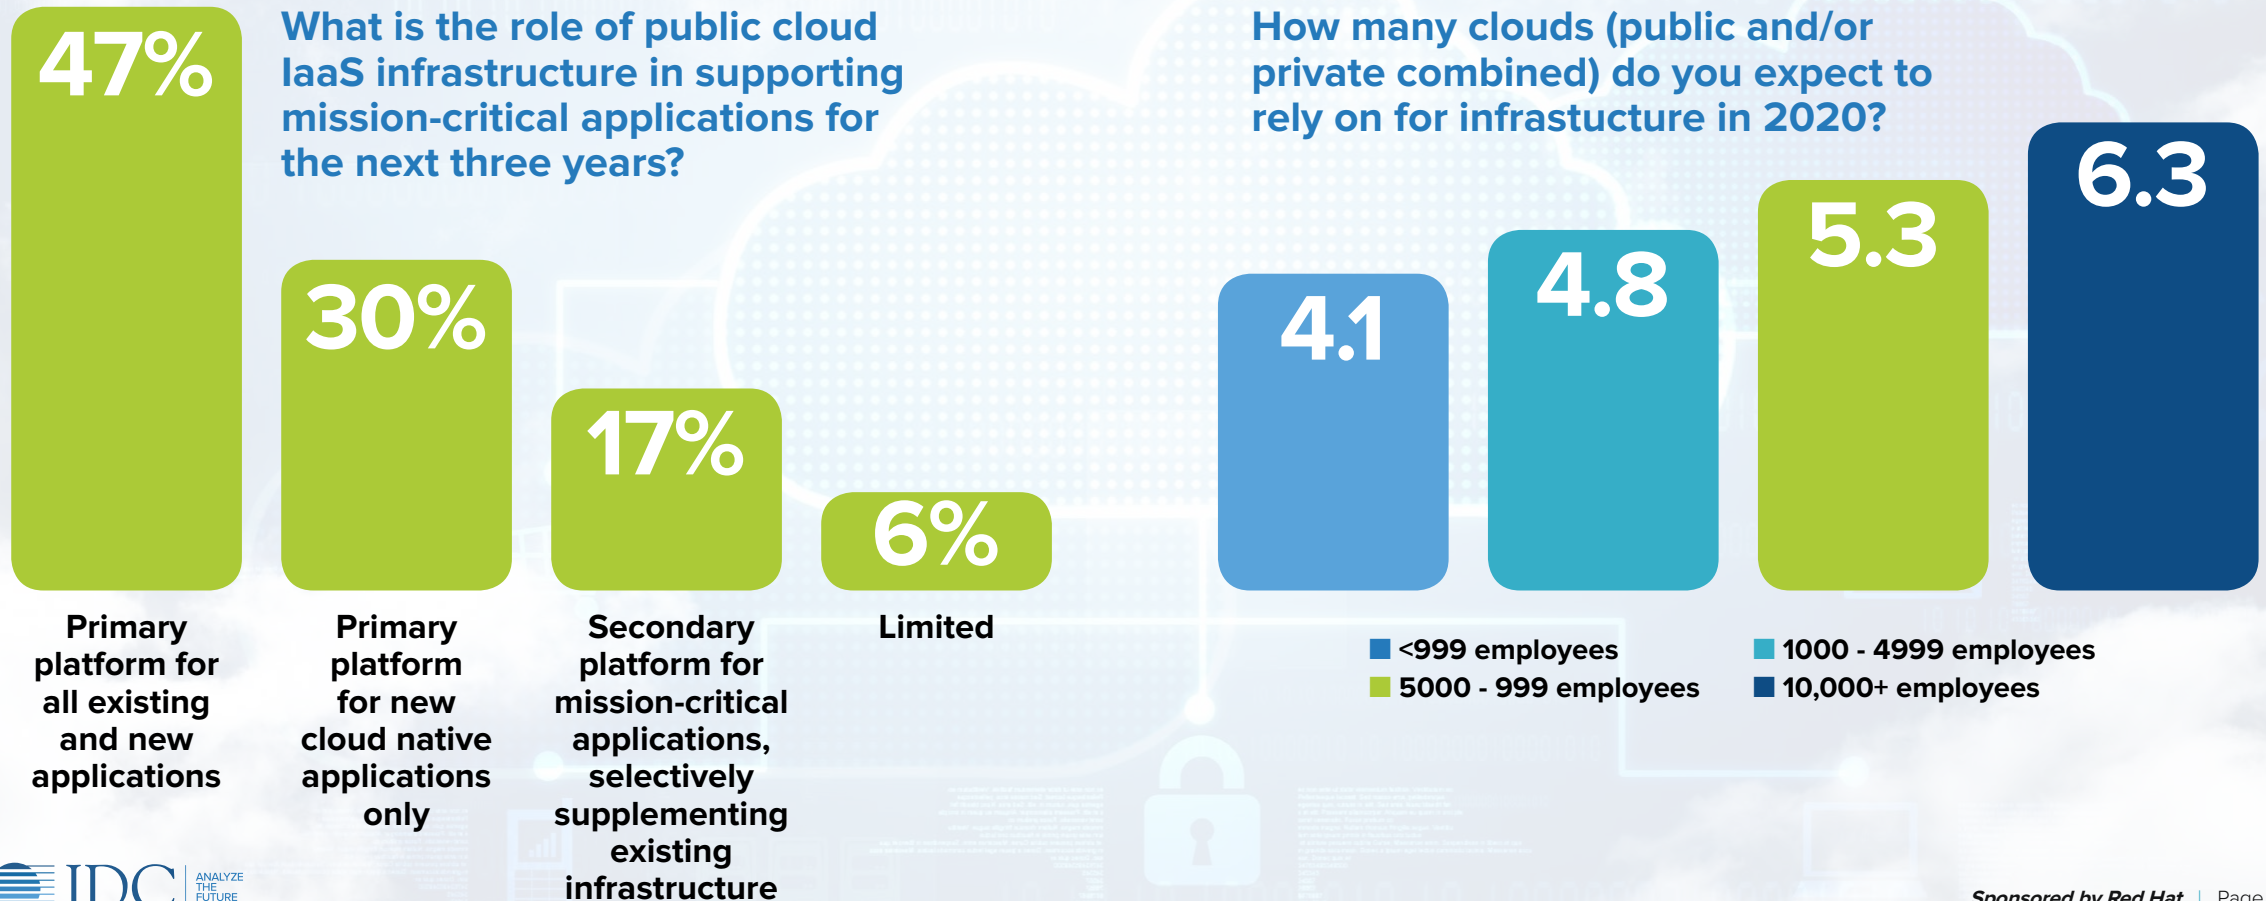 47%
What is the role of public cloud
IaaS infrastructure in supporting
mission-critical applications for
the next three years?
30%
17%
6%
Primary
platform for
all existing
and new
applications
Primary
platform
for new
cloud native
applications
only
Secondary
platform for
mission-critical
applications,
selectively
supplementing
existing
infrastructure
Limited
How many clouds (public and/or
private combined) do you expect to
rely on for infrastucture in 2020?
4.1
4.8
5.3
6.3
<999 employees
1000 - 4999 employees
5000 - 999 employees
10,000+ employees
IDC
ANALYZE
THE
FUTURE
Sponsored by Red Hat | Page